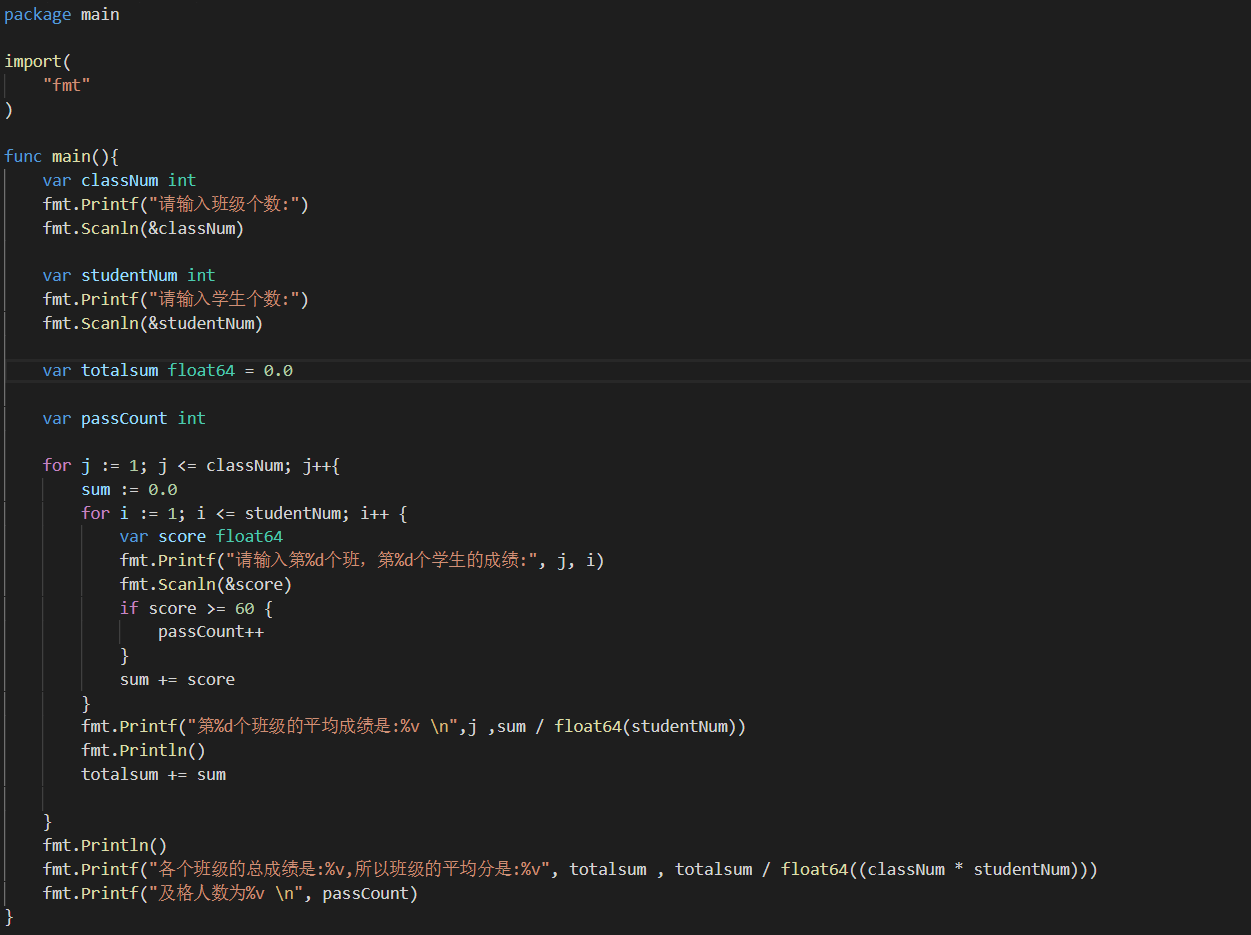 package main
import(
    "fmt"
)
func main(){
    var classNum int
    fmt.Printf("请输入班级个数:")
    fmt.Scanln(&classNum)
    var studentNum int
    fmt.Printf("请输入学生个数:")
    fmt.Scanln(&studentNum)
    var totalsum float64 = 0.0
    var passCount int
    for j := 1; j <= classNum; j++{
        sum := 0.0
        for i := 1; i <= studentNum; i++ {
            var score float64
            fmt.Printf("请输入第%d个班，第%d个学生的成绩:", j, i)
            fmt.Scanln(&score)
            if score >= 60 {
                passCount++
            }
            sum += score
        }
        fmt.Printf("第%d个班级的平均成绩是:%v \n",j ,sum / float64(studentNum))
        fmt.Println()
        totalsum += sum
    }
    fmt.Println()
    fmt.Printf("各个班级的总成绩是:%v,所以班级的平均分是:%v", totalsum , totalsum / float64((classNum * studentNum)))
    fmt.Printf("及格人数为%v \n", passCount)
}